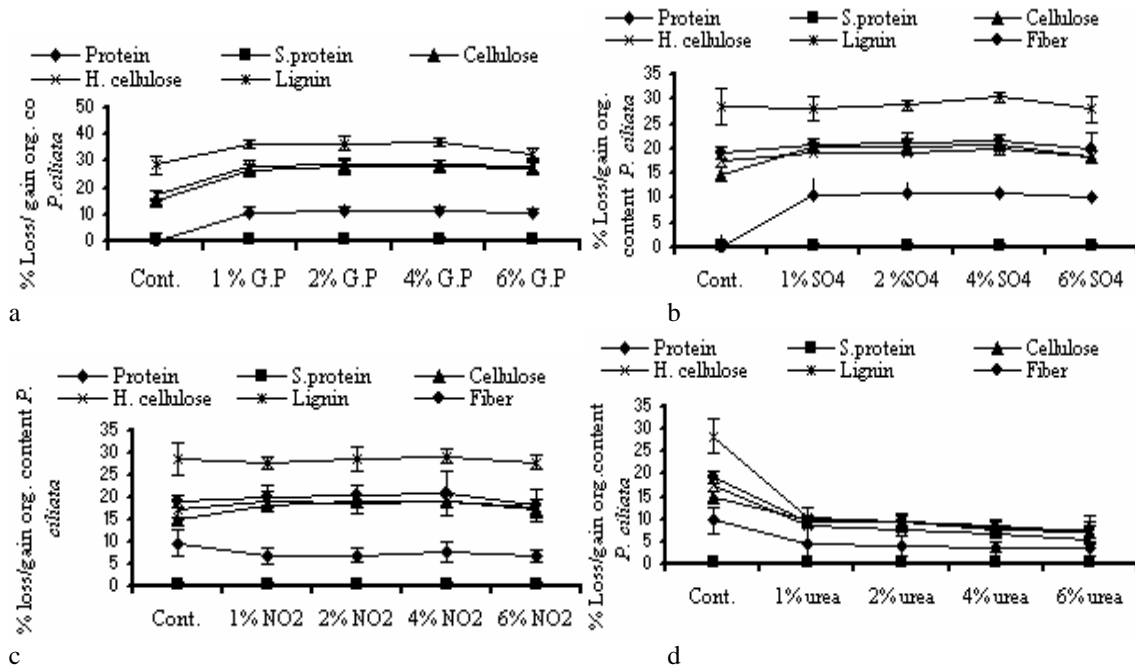 Protein S.protein Cellulose
H. cellulose Lignin
% Loss/ gain org. co
P.ciliata
50
40
30
20
10
0
Cont. 1 % G.P 2% G.P 4% G.P 6% G.P
a
Protein S.protein Cellulose
H. cellulose Lignin Fiber
% Loss/gain org.
content P. ciliata
35
30
25
20
15
10
5
0
Cont. 1% SO4 2 %SO4 4% SO4 6% SO4
b
Protein S.protein Cellulose
H. cellulose Lignin Fiber
% loss/gain org. content P.
ciliata
35
30
25
20
15
10
5
0
Cont. 1% NO2 2% NO2 4% NO2 6% NO2
c
Protein S.protein Cellulose
H. cellulose Lignin Fiber
% Loss/gain org.content
P. ciliata
35
30
25
20
15
10
5
0
Cont. 1% urea 2% urea 4% urea 6% urea
d